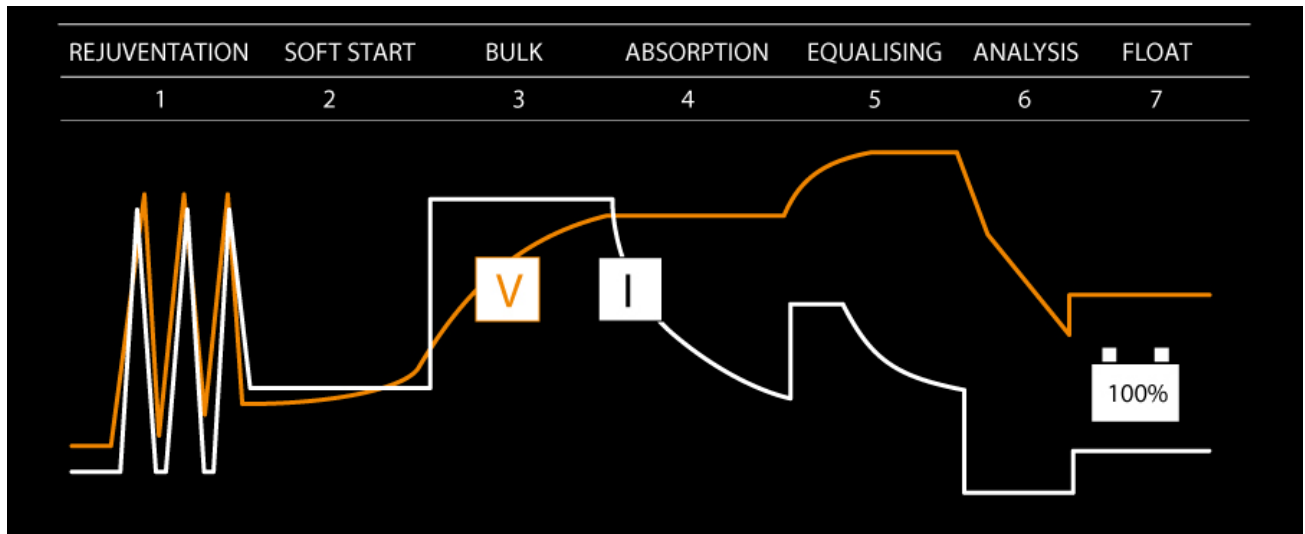 REJUVENTATION SOFT START BULK ABSORPTION EQUALISING ANALYSIS FLOAT
1 2 3 4 5 6 7
V I
100%